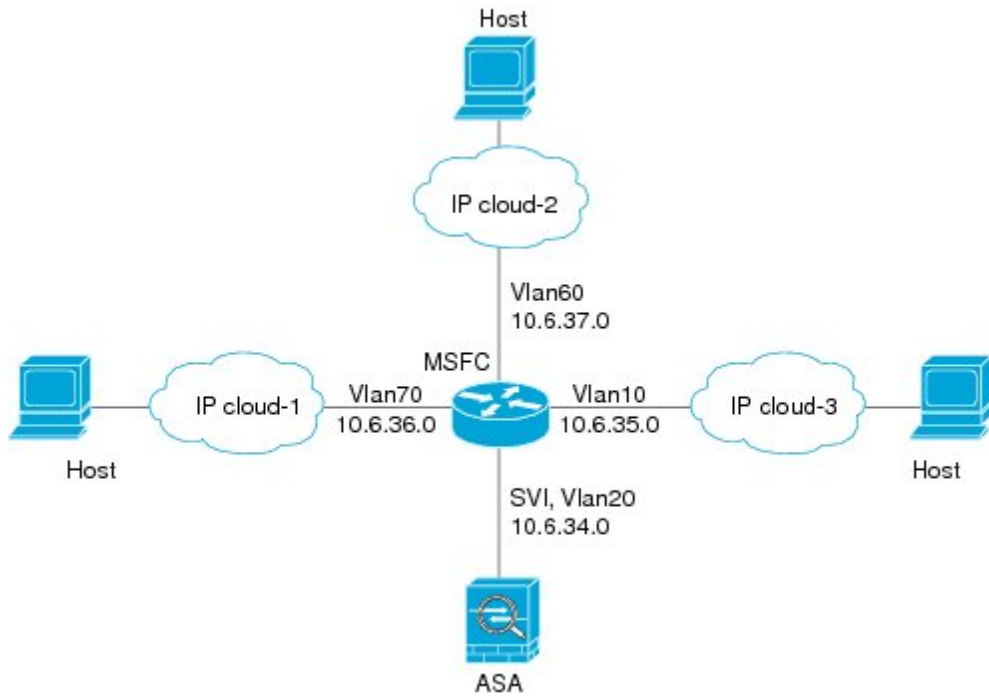 Host
IP cloud-2
Vlan60
10.6.37.0
MSFC
IP cloud-1
Vlan70
10.6.36.0
Vlan10
10.6.35.0
IP cloud-3
Host
Host
SVI, Vlan20
10.6.34.0
ASA